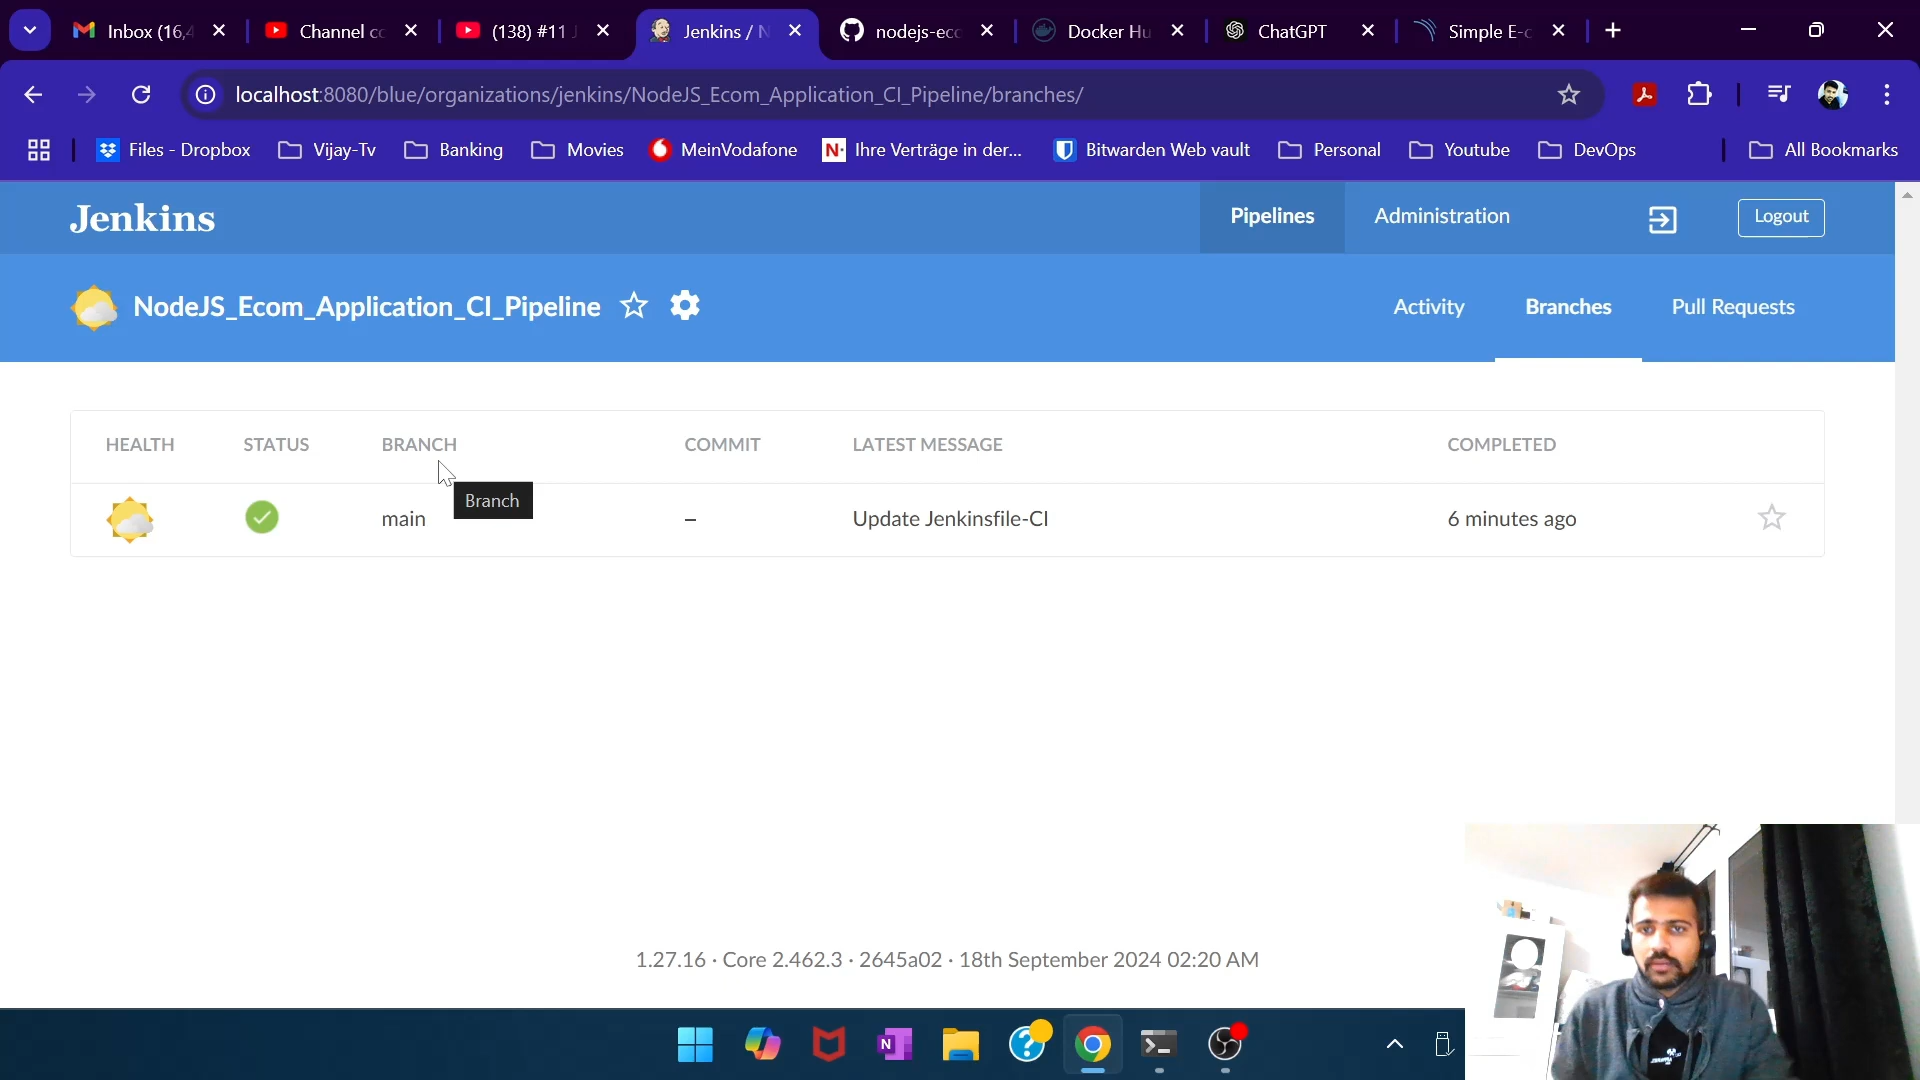 Inbox (16,4
Channel cc
(138) #11 J
Jenkins / N
nodejs-ecc
Docker Hu
ChatGPT
Simple E-c
localhost:8080/blue/organizations/jenkins/NodeJS_Ecom_Application_CI_Pipeline/branches/
Files - Dropbox
Vijay-Tv
Banking
Movies
MeinVodafone
Ihre Verträge in der...
Bitwarden Web vault
Personal
Youtube
DevOps
All Bookmarks
Jenkins
Pipelines
Administration
Logout
NodeJS_Ecom_Application_CI_Pipeline
Activity
Branches
Pull Requests
HEALTH STATUS BRANCH COMMIT LATEST MESSAGE COMPLETED
Branch
main – Update Jenkinsfile-CI 6 minutes ago
1.27.16 · Core 2.462.3 · 2645a02 · 18th September 2024 02:20 AM